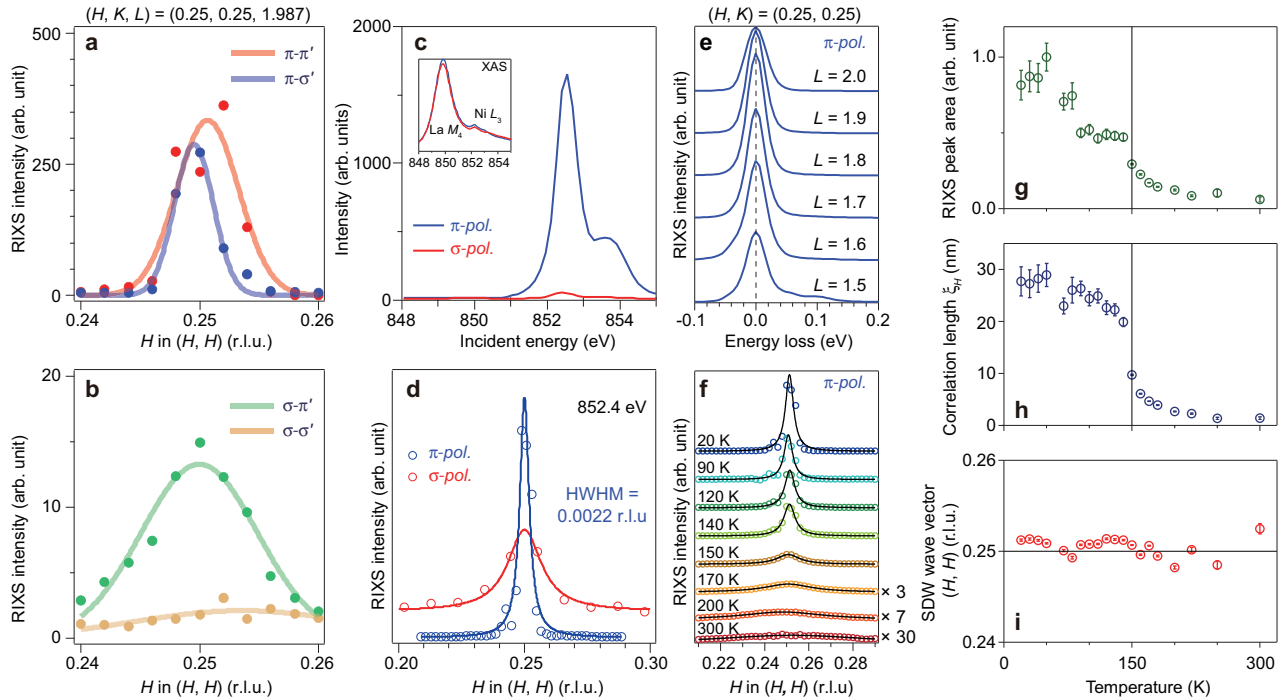 (H, K, L) = (0.25, 0.25, 1.987)
a
π-π′
π-σ′
500
250
0
RIXS intensity (arb. unit)
0.24
0.25
0.26
H in (H, H) (r.l.u.)
b
σ-π′
σ-σ′
20
10
0
RIXS intensity (arb. unit)
0.24
0.25
0.26
H in (H, H) (r.l.u.)
c
2000
1000
0
Intensity (arb. units)
XAS
La M4
Ni L3
848
850
852
854
π-pol.
σ-pol.
848
850
852
854
Incident energy (eV)
d
852.4 eV
π-pol.
σ-pol.
HWHM =
0.0022 r.l.u
RIXS intensity (arb. unit)
0.20
0.25
0.30
H in (H, H) (r.l.u.)
(H, K) = (0.25, 0.25)
e
π-pol.
L = 2.0
L = 1.9
L = 1.8
L = 1.7
L = 1.6
L = 1.5
RIXS intensity (arb. unit)
-0.1
0.0
0.1
0.2
Energy loss (eV)
f
π-pol.
20 K
90 K
120 K
140 K
150 K
170 K
× 3
200 K
× 7
300 K
× 30
RIXS intensity (arb. unit)
0.22
0.24
0.26
0.28
H in (H, H) (r.l.u)
1.0
0.0
RIXS peak area (arb. unit)
g
30
20
10
0
Correlation length ξH (nm)
h
0.26
0.25
0.24
SDW wave vector
(H, H) (r.l.u.)
i
0
150
300
Temperature (K)